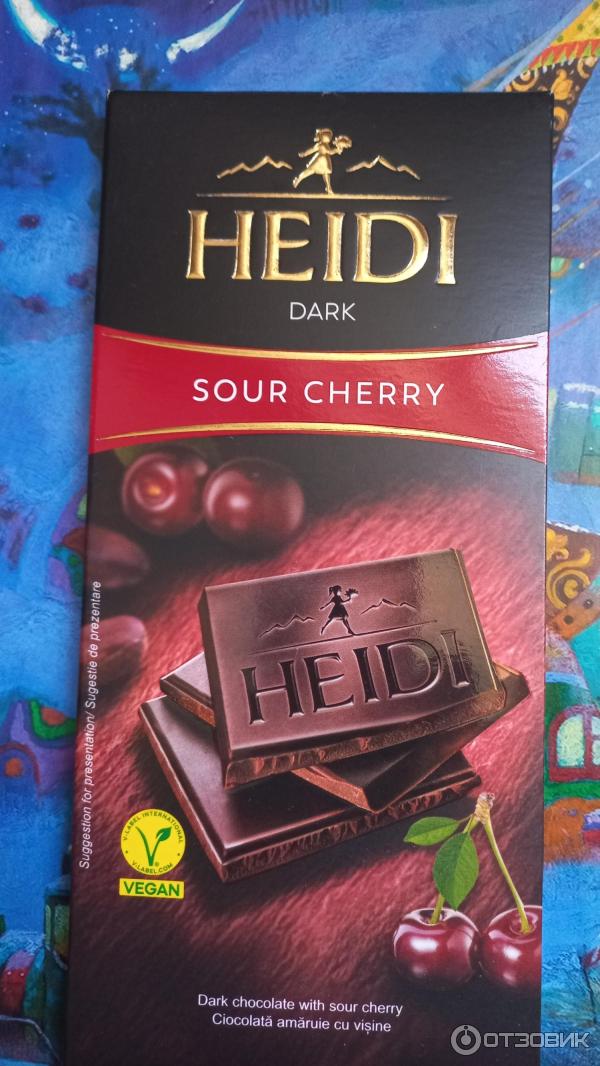 HEIDI
DARK
SOUR CHERRY
HEIDI
Suggestion for presentation/ Sugestie de prezentare
V-LABEL INTERNATIONAL
V-LABEL.COM
VEGAN
Dark chocolate with sour cherry
Ciocolată amăruie cu vișine
ОТЗОВИК